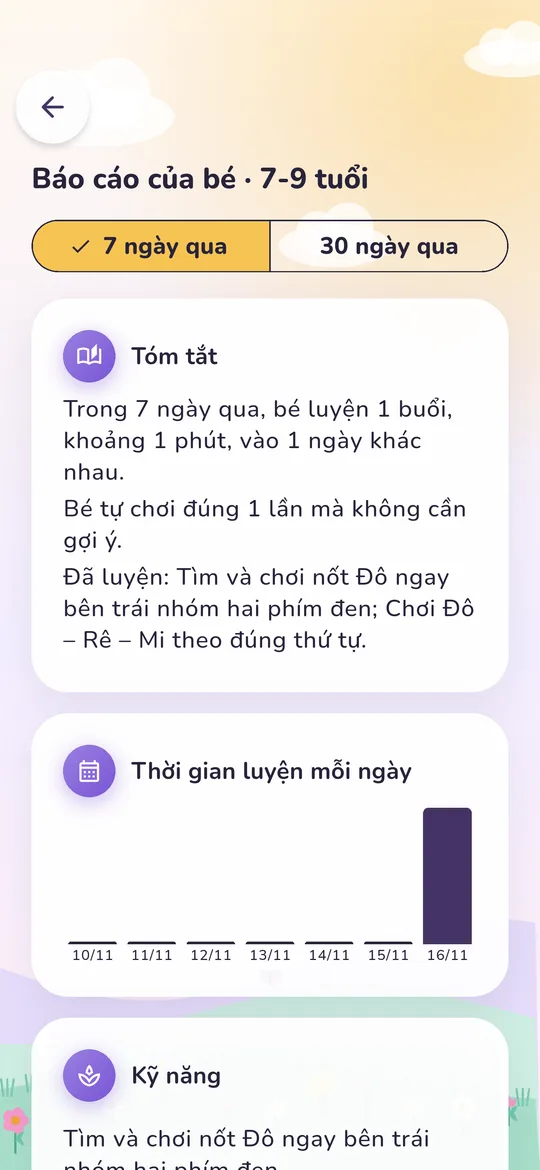 Báo cáo của bé · 7-9 tuổi
7 ngày qua
30 ngày qua
Tóm tắt
Trong 7 ngày qua, bé luyện 1 buổi,
khoảng 1 phút, vào 1 ngày khác
nhau.
Bé tự chơi đúng 1 lần mà không cần
gợi ý.
Đã luyện: Tìm và chơi nốt Đô ngay
bên trái nhóm hai phím đen; Chơi Đô
– Rê – Mi theo đúng thứ tự.
Thời gian luyện mỗi ngày
10/11 11/11 12/11 13/11 14/11 15/11 16/11
Kỹ năng
Tìm và chơi nốt Đô ngay bên trái
nhóm hai phím đen